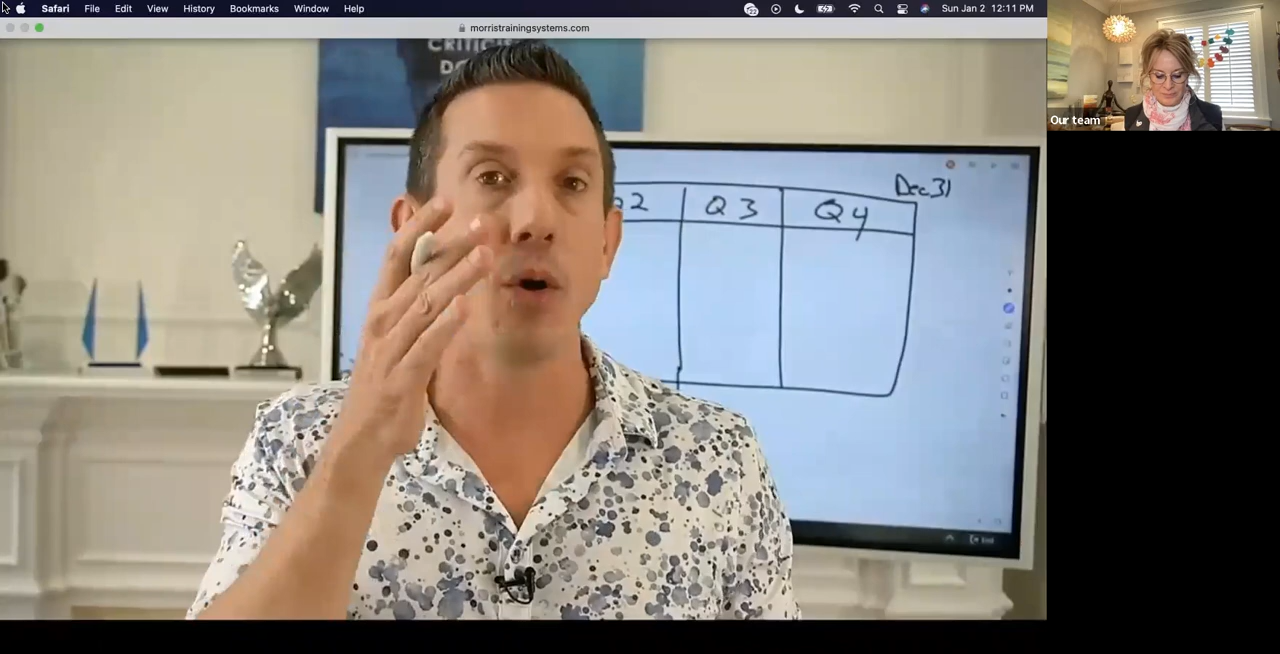 Safari File Edit View History Bookmarks Window Help Sun Jan 2 12:11 PM
morristrainingsystems.com
Our team
Dec 31
Q2 Q3 Q4
End